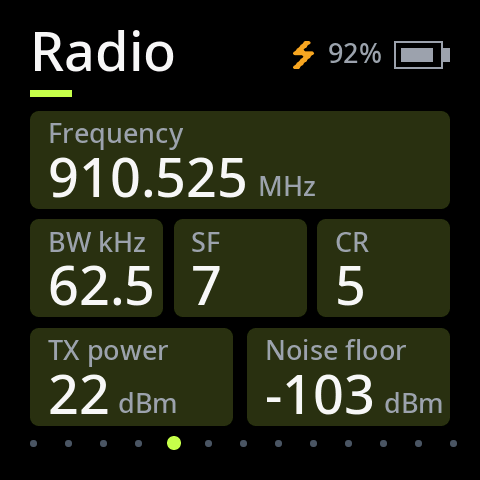 Radio
92%
Frequency
910.525 MHz
BW kHz SF CR
62.5 7 5
TX power Noise floor
22 dBm -103 dBm